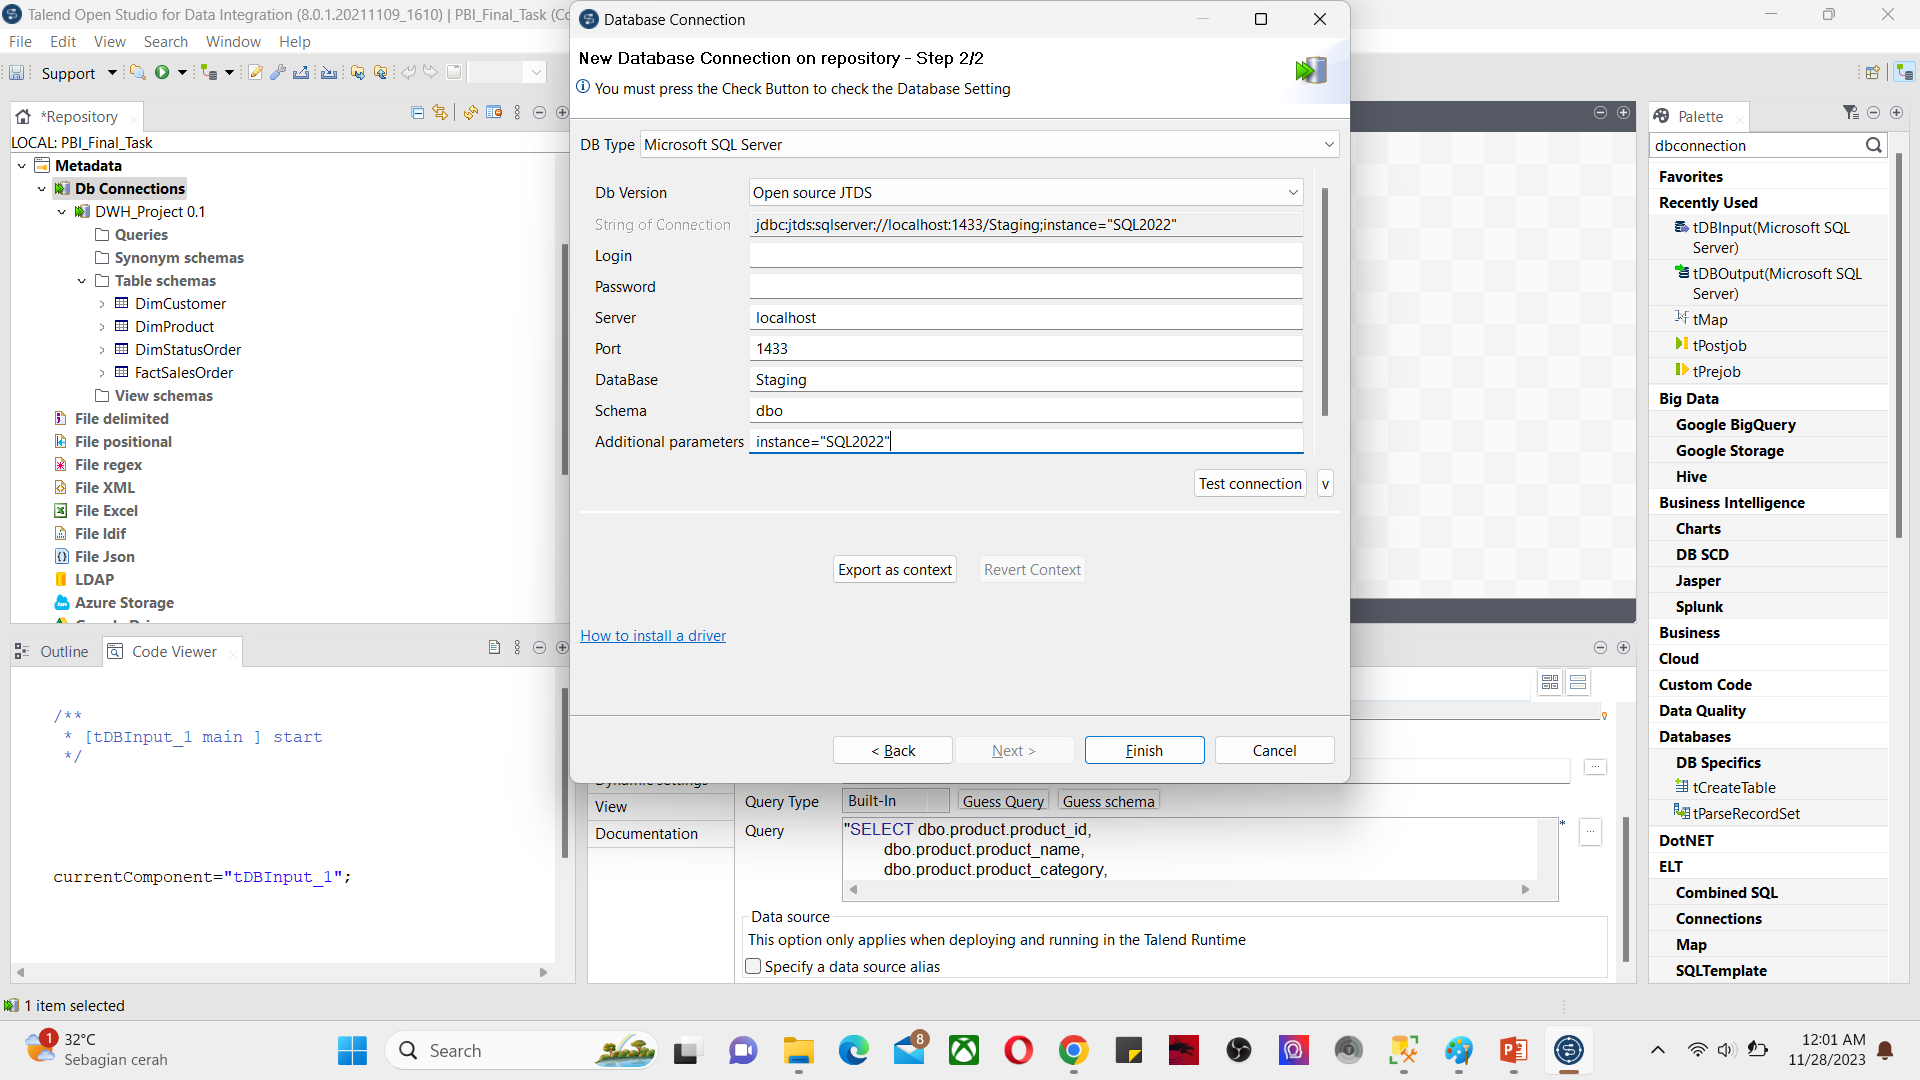 Talend Open Studio for Data Integration (8.0.1.20211109_1610) | PBI_Final_Task (Co
File Edit View Search Window Help
Support
*Repository
LOCAL: PBI_Final_Task
Metadata
Db Connections
DWH_Project 0.1
Queries
Synonym schemas
Table schemas
DimCustomer
DimProduct
DimStatusOrder
FactSalesOrder
View schemas
File delimited
File positional
File regex
File XML
File Excel
File ldif
File Json
LDAP
Azure Storage
Outline
Code Viewer
/**
* [tDBInput_1 main ] start
*/
currentComponent="tDBInput_1";
1 item selected
Database Connection
New Database Connection on repository - Step 2/2
You must press the Check Button to check the Database Setting
DB Type Microsoft SQL Server
Db Version Open source JTDS
String of Connection jdbc:jtds:sqlserver://localhost:1433/Staging;instance="SQL2022"
Login
Password
Server localhost
Port 1433
DataBase Staging
Schema dbo
Additional parameters instance="SQL2022"
Test connection v
Export as context Revert Context
How to install a driver
< Back Next > Finish Cancel
View
Documentation
Query Type Built-In Guess Query Guess schema
Query "SELECT dbo.product.product_id,
dbo.product.product_name,
dbo.product.product_category,
*
...
...
Data source
This option only applies when deploying and running in the Talend Runtime
Specify a data source alias
Palette
dbconnection
Favorites
Recently Used
tDBInput(Microsoft SQL
Server)
tDBOutput(Microsoft SQL
Server)
tMap
tPostjob
tPrejob
Big Data
Google BigQuery
Google Storage
Hive
Business Intelligence
Charts
DB SCD
Jasper
Splunk
Business
Cloud
Custom Code
Data Quality
Databases
DB Specifics
tCreateTable
tParseRecordSet
DotNET
ELT
Combined SQL
Connections
Map
SQLTemplate
1
32°C
Sebagian cerah
Search
8
12:01 AM
11/28/2023